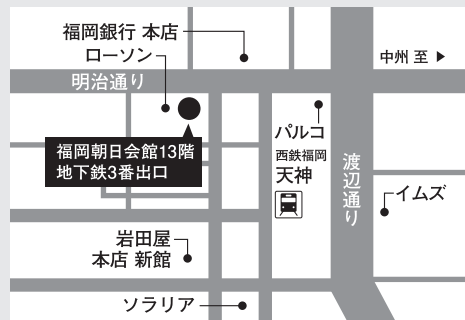 福岡銀行 本店
ローソン
中州 至 ▶
明治通り
福岡朝日会館13階
地下鉄3番出口
パルコ
西鉄福岡
天神
渡辺通り
イムズ
岩田屋
本店 新館
ソラリア